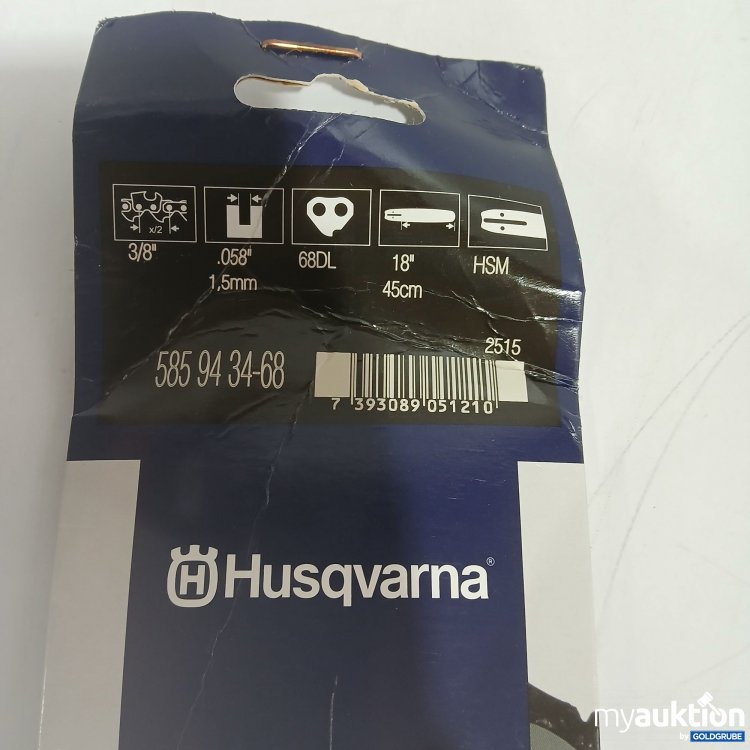 x/2
3/8"
.058"
1,5mm
68DL
18"
45cm
HSM
585 94 34-68
2515
7 393089 051210
H Husqvarna®
myauktion
by GOLDGRUBE